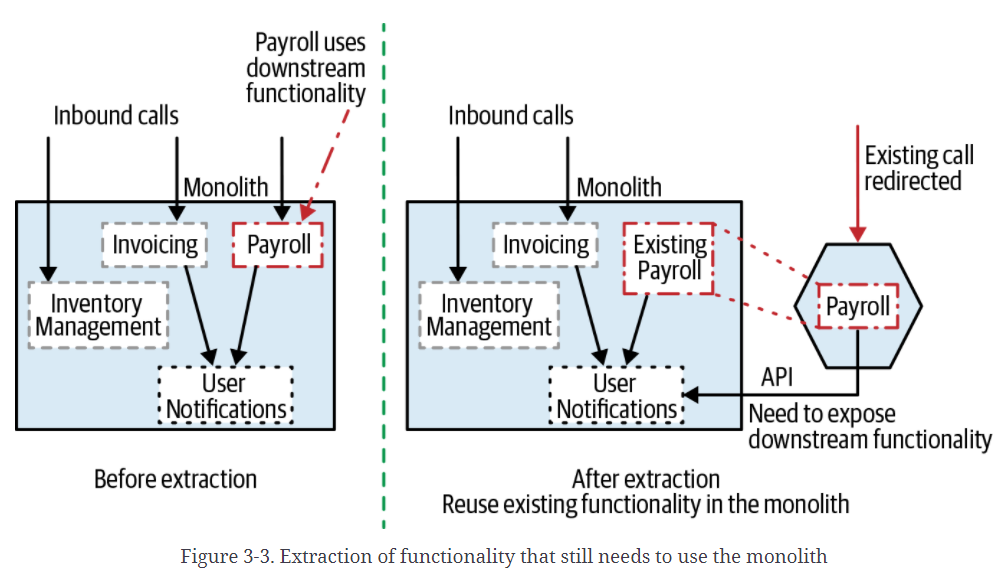 Payroll uses
downstream
functionality
Inbound calls
Monolith
Invoicing
Payroll
Inventory
Management
User
Notifications
Before extraction
Inbound calls
Monolith
Existing call
redirected
Invoicing
Existing
Payroll
Payroll
Inventory
Management
User
Notifications
API
Need to expose
downstream functionality
After extraction
Reuse existing functionality in the monolith
Figure 3-3. Extraction of functionality that still needs to use the monolith